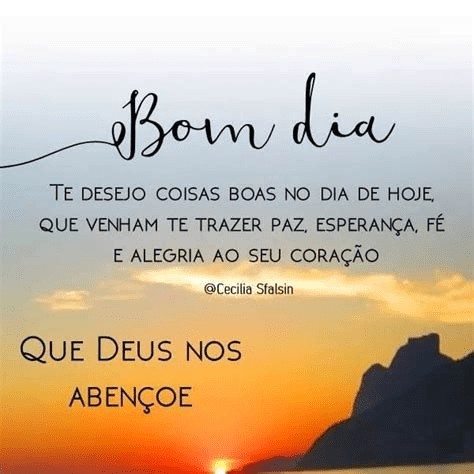 Bom dia
Te desejo coisas boas no dia de hoje,
que venham te trazer paz, esperança, fé
e alegria ao seu coração
@Cecilia Sfalsin
Que Deus nos
abençoe